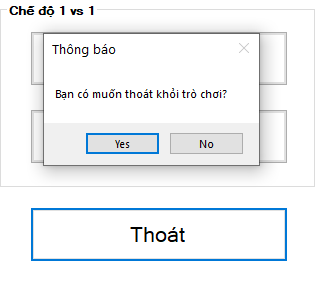 Chế độ 1 vs 1
Thông báo
Bạn có muốn thoát khỏi trò chơi?
Yes
No
Thoát